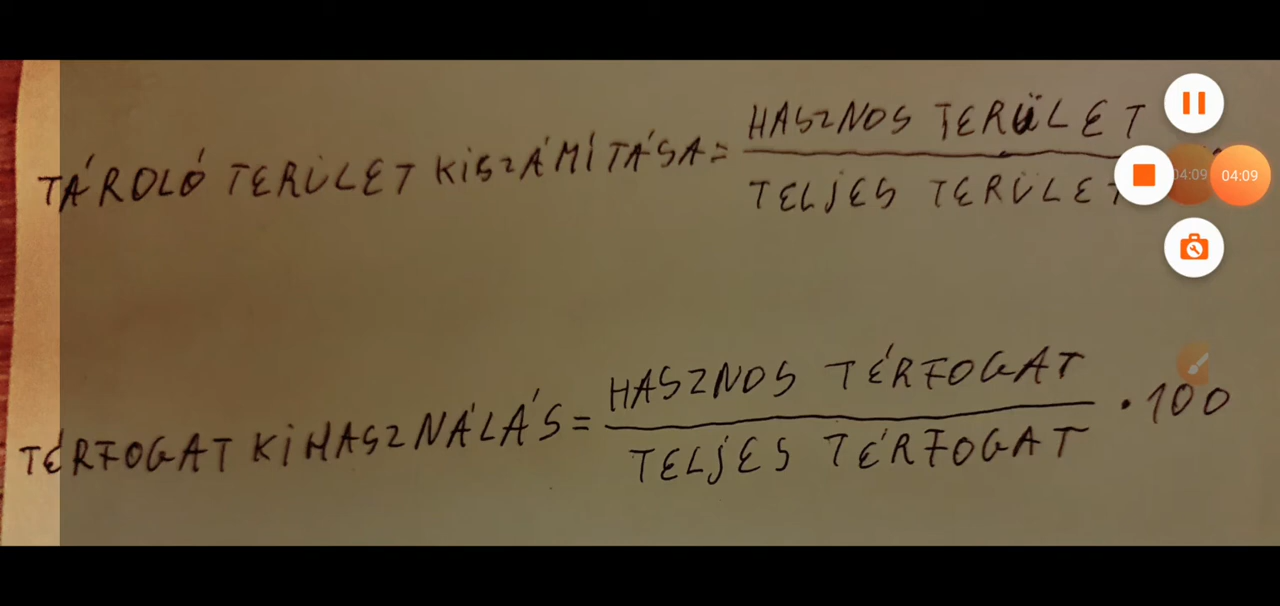 TÁROLÓ TERÜLET KISZÁMÍTÁSA = HASZNOS TERÜLET
TELJES TERÜLET
04:09 04:09
TÉRFOGAT KIHASZNÁLÁS = HASZNOS TÉRFOGAT
TELJES TÉRFOGAT · 100